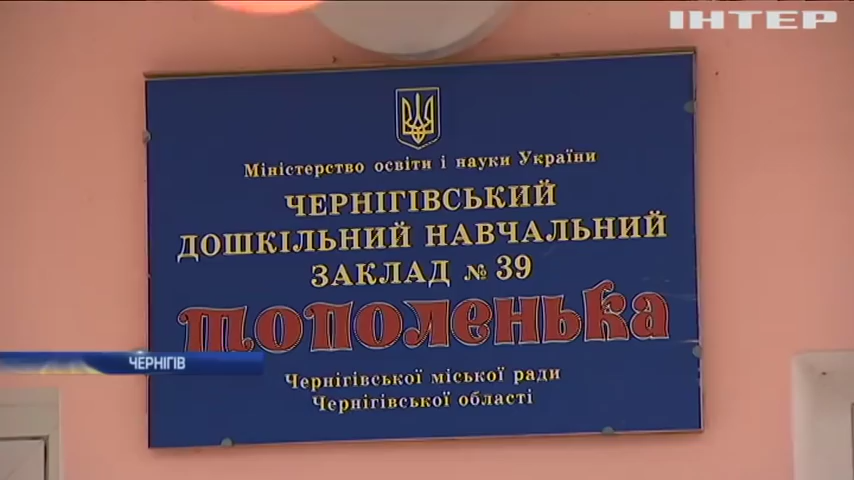 ІНТЕР
Міністерство освіти і науки України
ЧЕРНІГІВСЬКИЙ
ДОШКІЛЬНИЙ НАВЧАЛЬНИЙ
ЗАКЛАД № 39
Тополенька
ЧЕРНІГІВ
Чернігівської міської ради
Чернігівської області